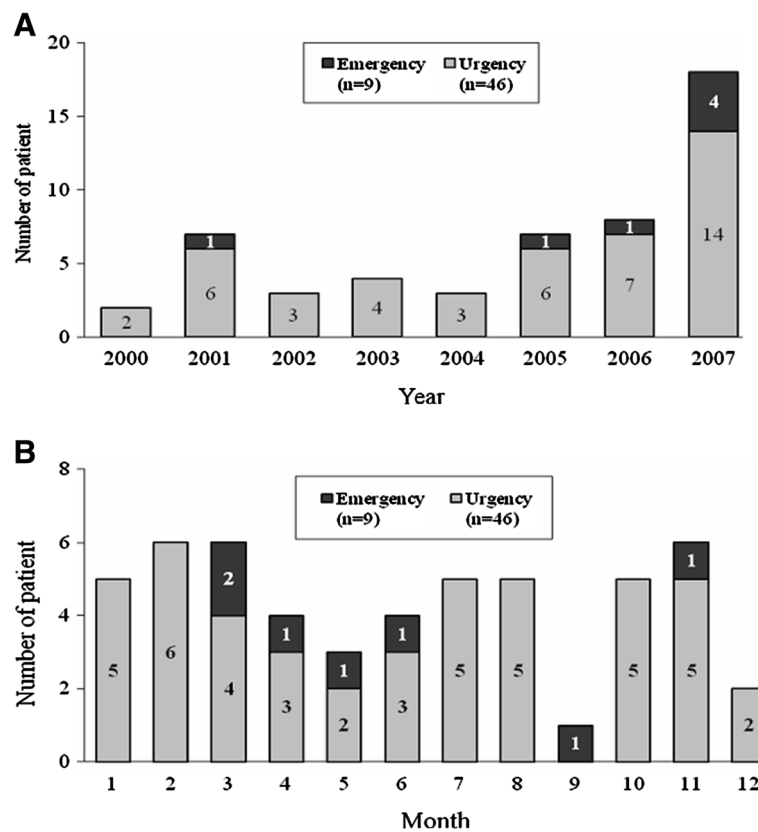 A
20
15
10
5
0
Number of patient
Emergency
(n=9)
Urgency
(n=46)
1 1 1 4
2 6 3 4 3 6 7 14
2000 2001 2002 2003 2004 2005 2006 2007
Year
B
8
6
4
2
0
Number of patient
Emergency
(n=9)
Urgency
(n=46)
2 1 1 1 1 1
5 6 4 3 2 3 5 5 5 5 2
1 2 3 4 5 6 7 8 9 10 11 12
Month